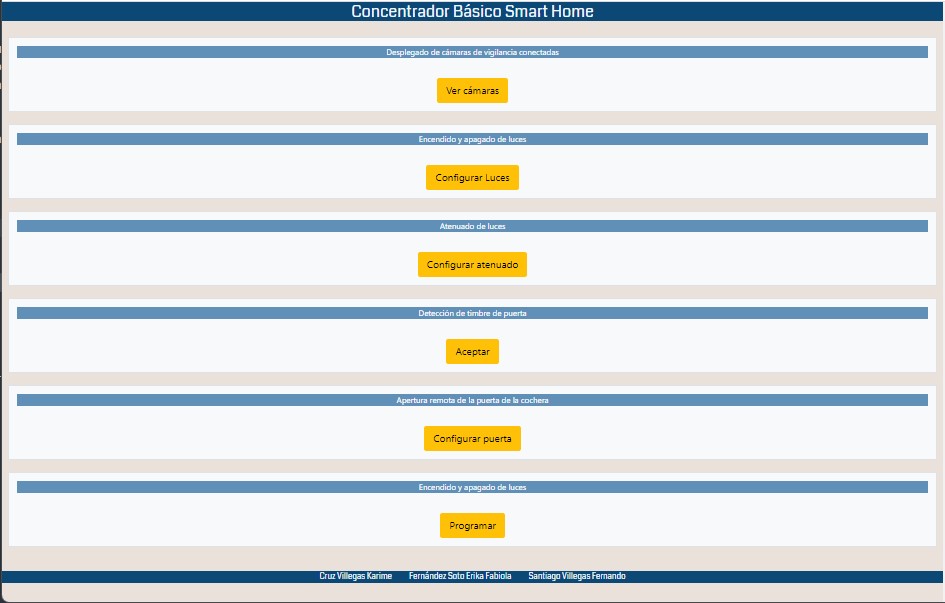 Concentrador Básico Smart Home
Desplegado de cámaras de vigilancia conectadas
Ver cámaras
Encendido y apagado de luces
Configurar Luces
Atenuado de luces
Configurar atenuado
Detección de timbre de puerta
Aceptar
Apertura remota de la puerta de la cochera
Configurar puerta
Encendido y apagado de luces
Programar
Cruz Villegas Karime Fernández Soto Erika Fabiola Santiago Villegas Fernando